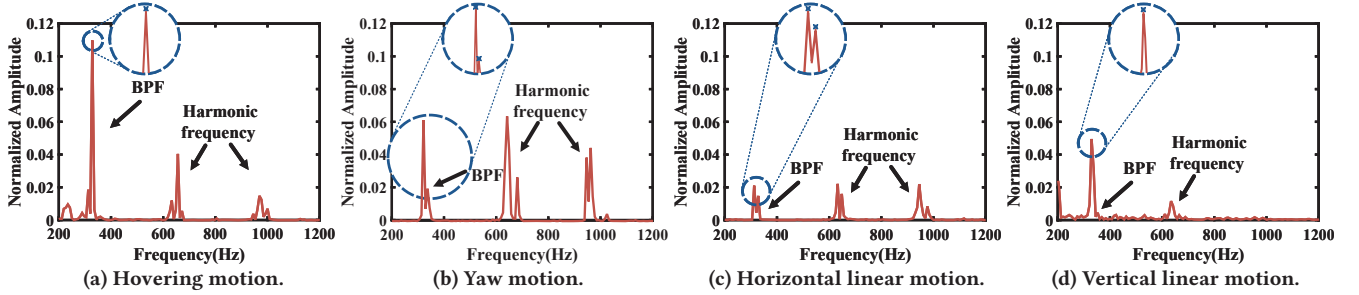 Normalized Amplitude
0.12
0.1
0.08
0.06
0.04
0.02
0
BPF
Harmonic
frequency
200 400 600 800 1000 1200
Frequency(Hz)
(a) Hovering motion.
Normalized Amplitude
0.12
0.1
0.08
0.06
0.04
0.02
0
Harmonic
frequency
BPF
200 400 600 800 1000 1200
Frequency(Hz)
(b) Yaw motion.
Normalized Amplitude
0.12
0.1
0.08
0.06
0.04
0.02
0
BPF
Harmonic
frequency
200 400 600 800 1000 1200
Frequency(Hz)
(c) Horizontal linear motion.
Normalized Amplitude
0.12
0.1
0.08
0.06
0.04
0.02
0
BPF
Harmonic
frequency
200 400 600 800 1000 1200
Frequency(Hz)
(d) Vertical linear motion.